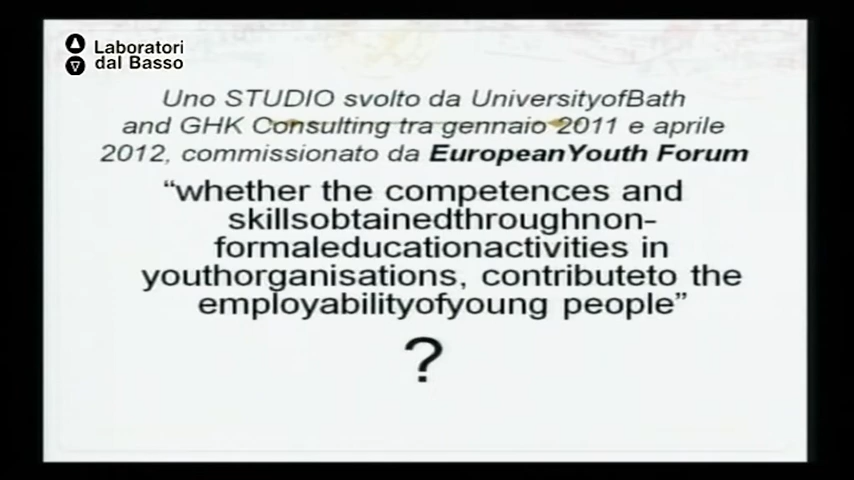 Laboratori
dal Basso
Uno STUDIO svolto da UniversityofBath
and GHK Consulting tra gennaio 2011 e aprile
2012, commissionato da EuropeanYouth Forum
“whether the competences and
skillsobtainedthroughnon-
formaleducationactivities in
youthorganisations, contributeto the
employabilityofyoung people”
?